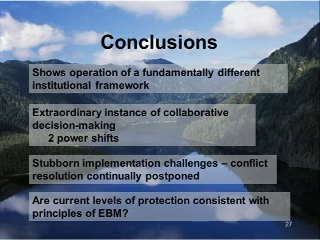 Conclusions
Shows operation of a fundamentally different
institutional framework
Extraordinary instance of collaborative
decision-making
2 power shifts
Stubborn implementation challenges – conflict
resolution continually postponed
Are current levels of protection consistent with
principles of EBM?
27